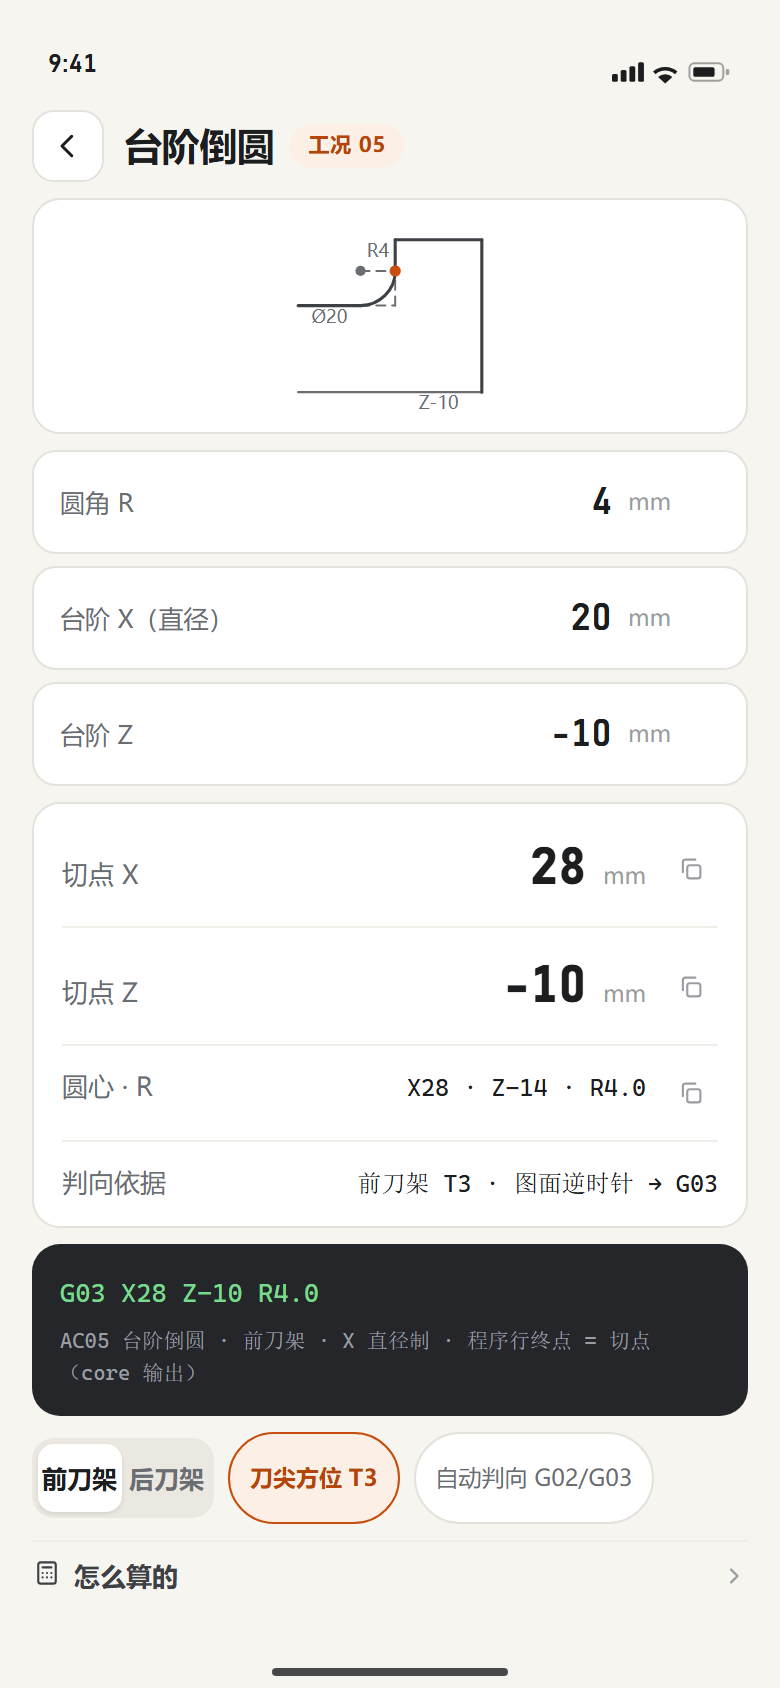 9:41
台阶倒圆
工况 05
R4
Ø20
Z-10
圆角 R
4 mm
台阶 X（直径）
20 mm
台阶 Z
-10 mm
切点 X
28 mm
切点 Z
-10 mm
圆心 · R
X28 · Z-14 · R4.0
判向依据
前刀架 T3 · 图面逆时针 → G03
G03 X28 Z-10 R4.0
AC05 台阶倒圆 · 前刀架 · X 直径制 · 程序行终点 = 切点
（core 输出）
前刀架 后刀架 刀尖方位 T3 自动判向 G02/G03
怎么算的